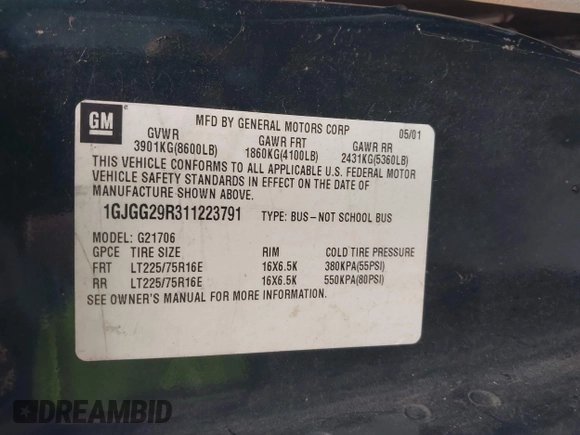 GM
MFD BY GENERAL MOTORS CORP 05/01
GVWR GAWR FRT GAWR RR
3901KG(8600LB) 1860KG(4100LB) 2431KG(5360LB)
THIS VEHICLE CONFORMS TO ALL APPLICABLE U.S. FEDERAL MOTOR
VEHICLE SAFETY STANDARDS IN EFFECT ON THE DATE OF
MANUFACTURE SHOWN ABOVE.
1GJGG29R311223791 TYPE: BUS-NOT SCHOOL BUS
MODEL: G21706
GPCE TIRE SIZE RIM COLD TIRE PRESSURE
FRT LT225/75R16E 16X6.5K 380KPA(55PSI)
RR LT225/75R16E 16X6.5K 550KPA(80PSI)
SEE OWNER'S MANUAL FOR MORE INFORMATION.
DREAMBID